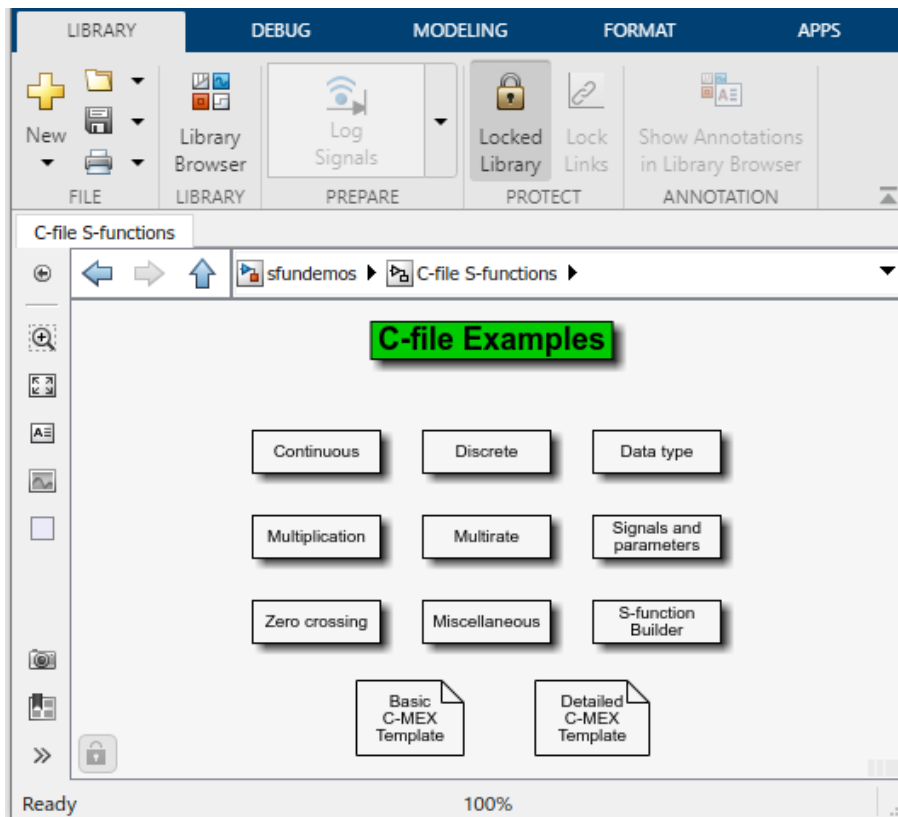 LIBRARY DEBUG MODELING FORMAT APPS
New
Library
Browser
Log
Signals
Locked
Library
Lock
Links
Show Annotations
in Library Browser
FILE LIBRARY PREPARE PROTECT ANNOTATION
C-file S-functions
sfundemos C-file S-functions
C-file Examples
Continuous
Discrete
Data type
Multiplication
Multirate
Signals and
parameters
Zero crossing
Miscellaneous
S-function
Builder
Basic
C-MEX
Template
Detailed
C-MEX
Template
Ready 100%